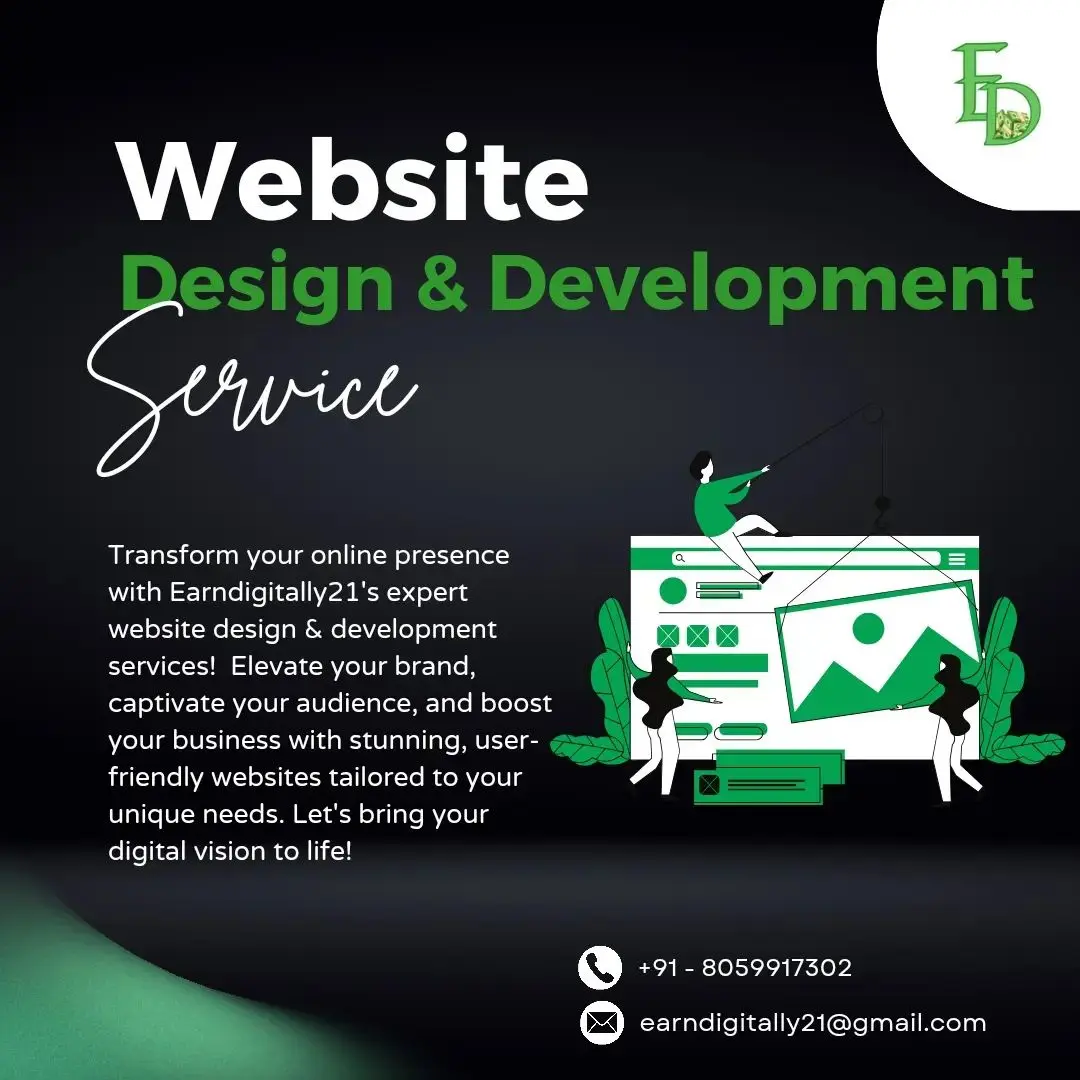 ED
Website
Design & Development
Service
Transform your online presence
with Earndigitally21's expert
website design & development
services!  Elevate your brand,
captivate your audience, and boost
your business with stunning, user-
friendly websites tailored to your
unique needs. Let's bring your
digital vision to life!
+91 - 8059917302
earndigitally21@gmail.com